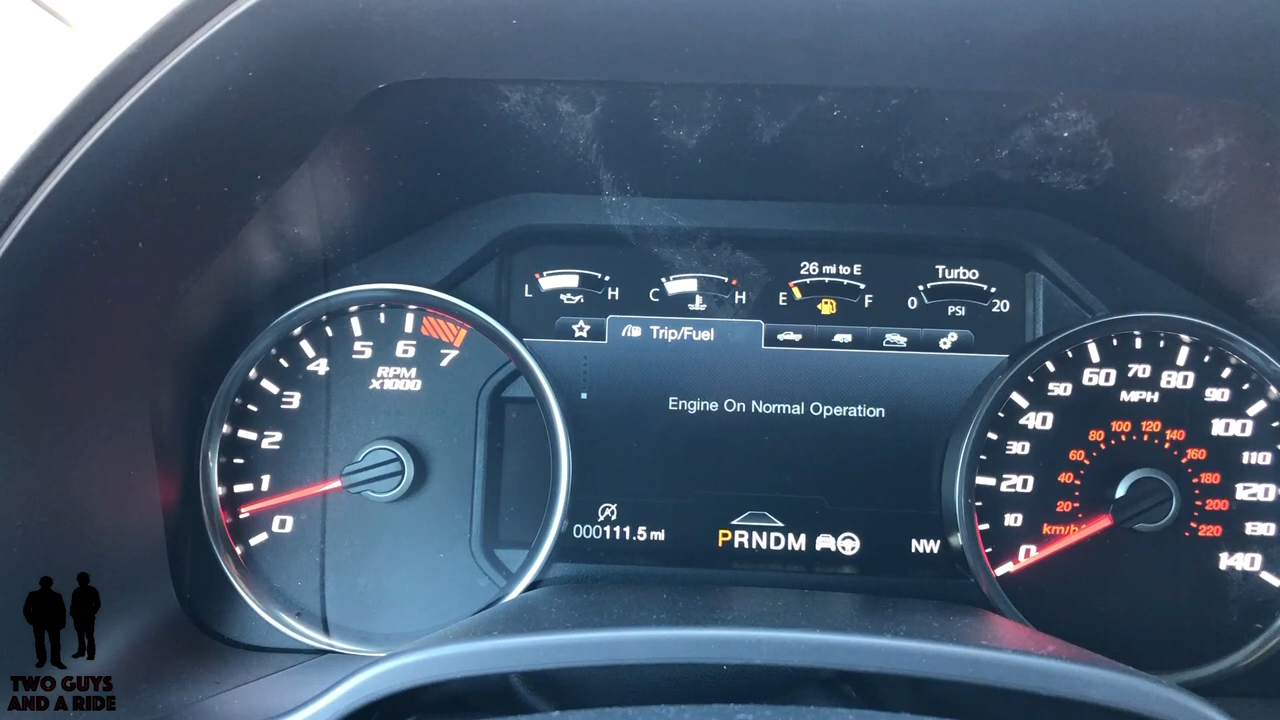 26 mi to E
Turbo
L H
C H
E F
0 20
PSI
Trip/Fuel
Engine On Normal Operation
000111.5 mi
PRNDM
NW
0 1 2 3 4 5 6 7
RPM
x1000
0 10 20 30 40 50 60 70 80 90 100 110 120 130 140
MPH
20 40 60 80 100 120 140 160 180 200 220
km/h
TWO GUYS
AND A RIDE